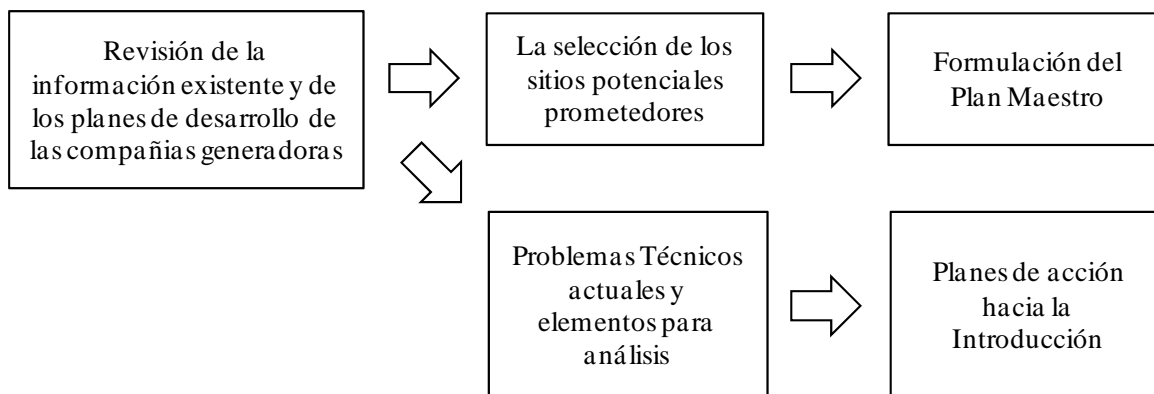 Revisión de la
información existente y de
los planes de desarrollo de
las compañias generadoras
La selección de los
sitios potenciales
prometedores
Formulación del
Plan Maestro
Problemas Técnicos
actuales y
elementos para
análisis
Planes de acción
hacia la
Introducción